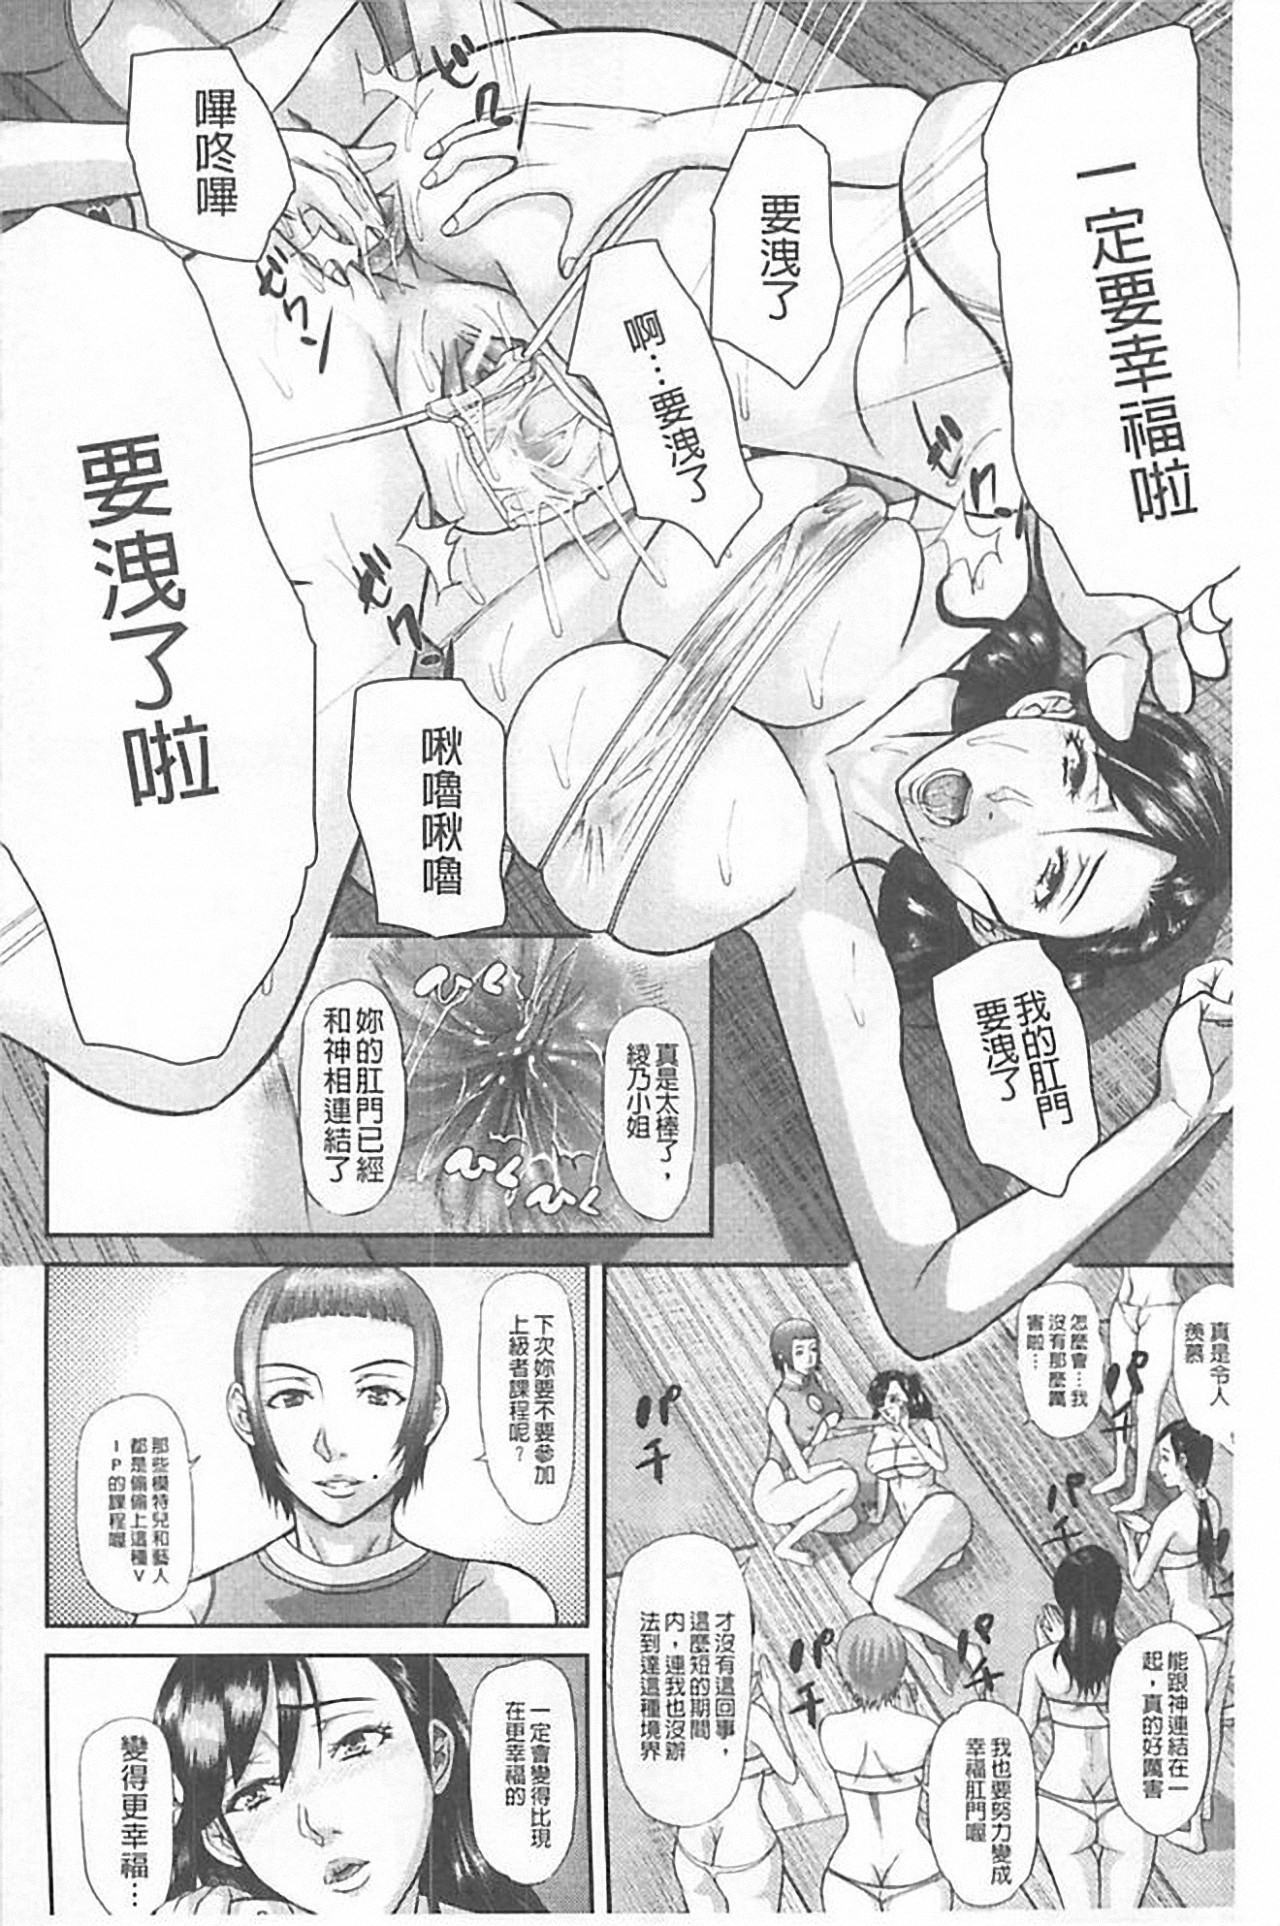 一定要幸福啦
要洩了
啊…要洩了
嗶咚嗶
要洩了啦
啾嚕啾嚕
我的肛門
要洩了
真是太棒了，
綾乃小姐
妳的肛門已經
和神相連結了
真是令人
羨慕
怎麼會…我
沒有那麼厲
害啦…
能跟神連結在一
起，真的好厲害
我也要努力變成
幸福肛門喔
才沒有這回事，
這麼短的期間
內，連我也沒辦
法到達這種境界
下次妳要不要參加
上級者課程呢？
那些模特兒和藝人
都是偷偷上這種V
IP的課程喔
一定會變得比現
在更幸福的
變得更幸福…